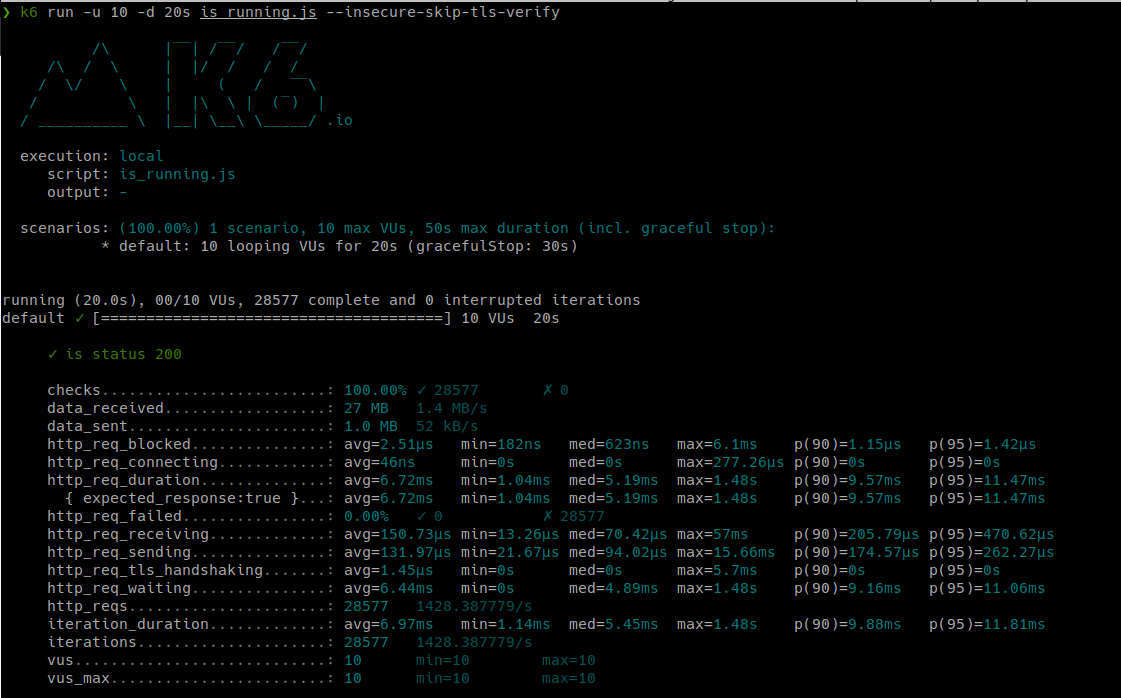 ❯ k6 run -u 10 -d 20s is_running.js --insecure-skip-tls-verify
          /\      |‾‾| /‾‾/   /‾‾/
     /\  /  \     |  |/  /   /  /
    /  \/    \    |     (   /   ‾‾\
   /          \   |  |\  \ |  (‾)  |
  / __________ \  |__| \__\ \_____/ .io
execution: local
script: is_running.js
output: -
scenarios: (100.00%) 1 scenario, 10 max VUs, 50s max duration (incl. graceful stop):
* default: 10 looping VUs for 20s (gracefulStop: 30s)
running (20.0s), 00/10 VUs, 28577 complete and 0 interrupted iterations
default ✓ [======================================] 10 VUs  20s
✓ is status 200
checks.........................: 100.00% ✓ 28577       ✗ 0
data_received..................: 27 MB   1.4 MB/s
data_sent......................: 1.0 MB  52 kB/s
http_req_blocked...............: avg=2.51µs   min=182ns   med=623ns   max=6.1ms    p(90)=1.15µs   p(95)=1.42µs
http_req_connecting............: avg=46ns     min=0s      med=0s      max=277.26µs p(90)=0s       p(95)=0s
http_req_duration..............: avg=6.72ms   min=1.04ms  med=5.19ms  max=1.48s    p(90)=9.57ms   p(95)=11.47ms
{ expected_response:true }...: avg=6.72ms   min=1.04ms  med=5.19ms  max=1.48s    p(90)=9.57ms   p(95)=11.47ms
http_req_failed................: 0.00%   ✓ 0           ✗ 28577
http_req_receiving.............: avg=150.73µs min=13.26µs med=70.42µs max=57ms     p(90)=205.79µs p(95)=470.62µs
http_req_sending...............: avg=131.97µs min=21.67µs med=94.02µs max=15.66ms  p(90)=174.57µs p(95)=262.27µs
http_req_tls_handshaking.......: avg=1.45µs   min=0s      med=0s      max=5.7ms    p(90)=0s       p(95)=0s
http_req_waiting...............: avg=6.44ms   min=0s      med=4.89ms  max=1.48s    p(90)=9.16ms   p(95)=11.06ms
http_reqs......................: 28577   1428.387779/s
iteration_duration.............: avg=6.97ms   min=1.14ms  med=5.45ms  max=1.48s    p(90)=9.88ms   p(95)=11.81ms
iterations.....................: 28577   1428.387779/s
vus............................: 10      min=10        max=10
vus_max........................: 10      min=10        max=10